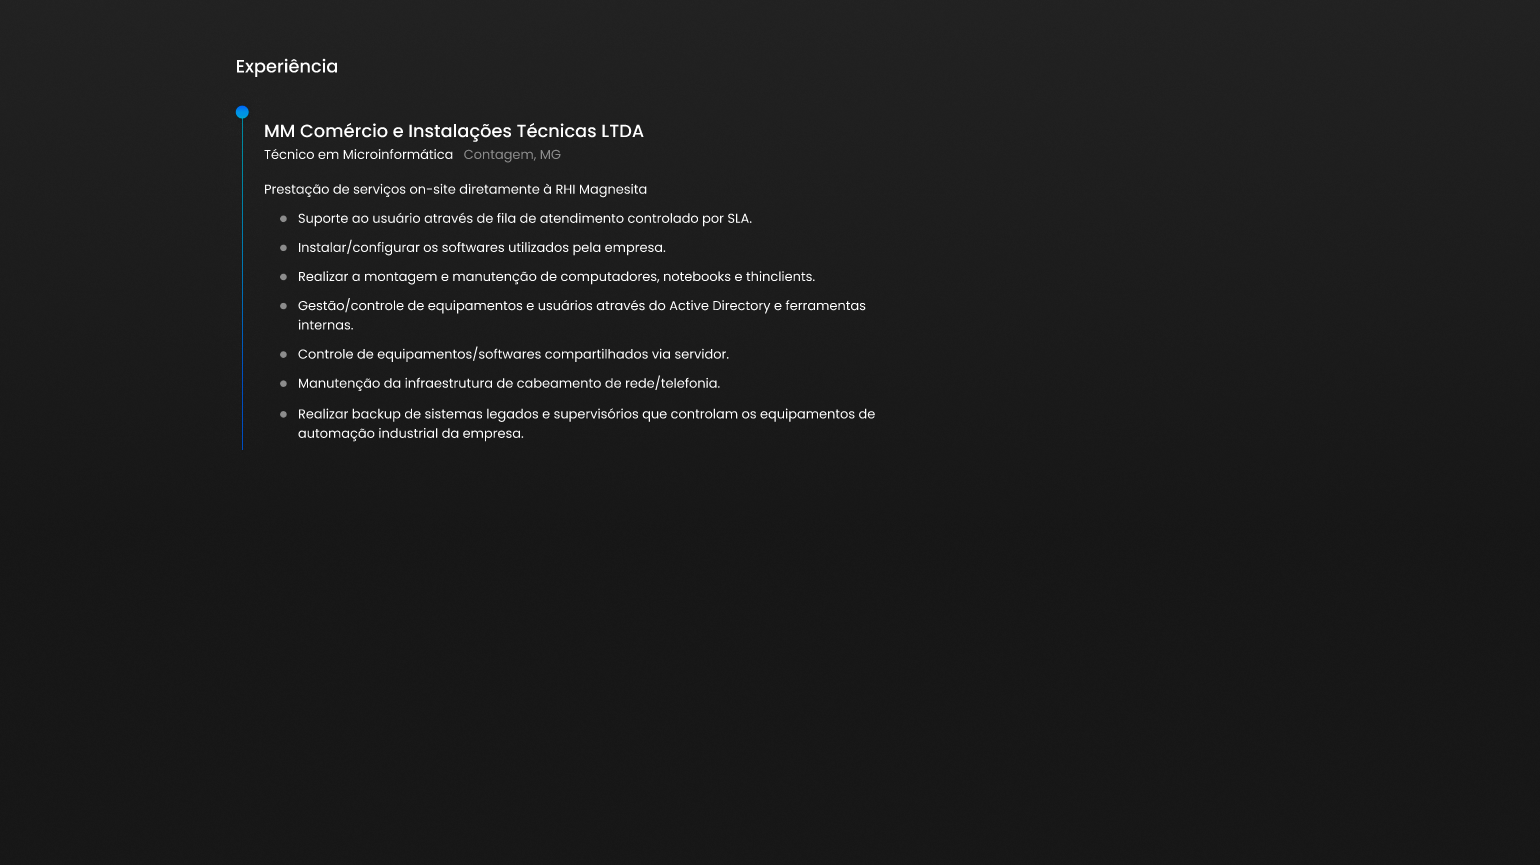 Experiência
MM Comércio e Instalações Técnicas LTDA
Técnico em Microinformática Contagem, MG
Prestação de serviços on-site diretamente à RHI Magnesita
Suporte ao usuário através de fila de atendimento controlado por SLA.
Instalar/configurar os softwares utilizados pela empresa.
Realizar a montagem e manutenção de computadores, notebooks e thinclients.
Gestão/controle de equipamentos e usuários através do Active Directory e ferramentas
internas.
Controle de equipamentos/softwares compartilhados via servidor.
Manutenção da infraestrutura de cabeamento de rede/telefonia.
Realizar backup de sistemas legados e supervisórios que controlam os equipamentos de
automação industrial da empresa.